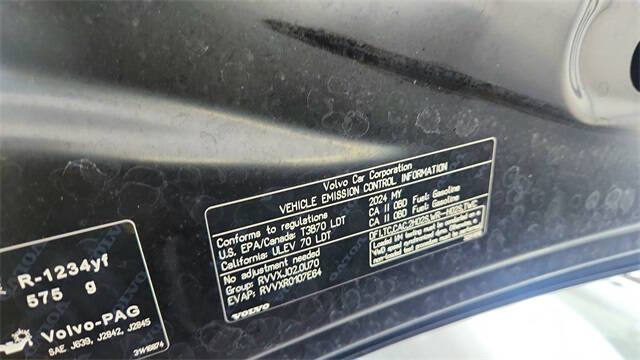 Volvo Car Corporation
VEHICLE EMISSION CONTROL INFORMATION
Conforms to regulations 2024 MY
U.S. EPA/Canada: T3B70 LDT CA II OBD Fuel: Gasoline
California: ULEV 70 LDT CA II OBD Fuel: Gasoline
No adjustment needed
Group: RVVXJ02.0U70
EVAP: RVVXR0107E64
VOLVO
R-1234yf
575 g
Volvo-PAG
SAE J639, J2842, J2845